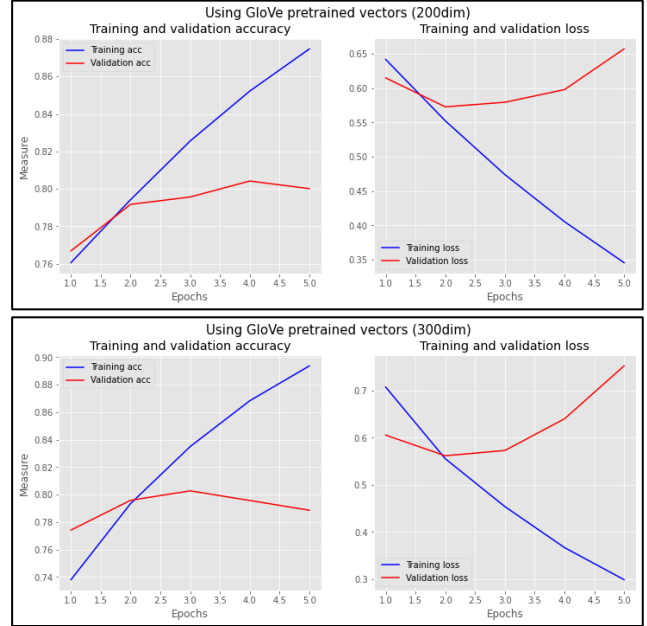 Using GloVe pretrained vectors (200dim)
Training and validation accuracy
0.88
0.86
0.84
0.82
0.80
0.78
0.76
Measure
Training acc
Validation acc
1.0 1.5 2.0 2.5 3.0 3.5 4.0 4.5 5.0
Epochs
Training and validation loss
0.65
0.60
0.55
0.50
0.45
0.40
0.35
Training loss
Validation loss
1.0 1.5 2.0 2.5 3.0 3.5 4.0 4.5 5.0
Epochs
Using GloVe pretrained vectors (300dim)
Training and validation accuracy
0.90
0.88
0.86
0.84
0.82
0.80
0.78
0.76
0.74
Measure
Training acc
Validation acc
1.0 1.5 2.0 2.5 3.0 3.5 4.0 4.5 5.0
Epochs
Training and validation loss
0.7
0.6
0.5
0.4
0.3
Training loss
Validation loss
1.0 1.5 2.0 2.5 3.0 3.5 4.0 4.5 5.0
Epochs